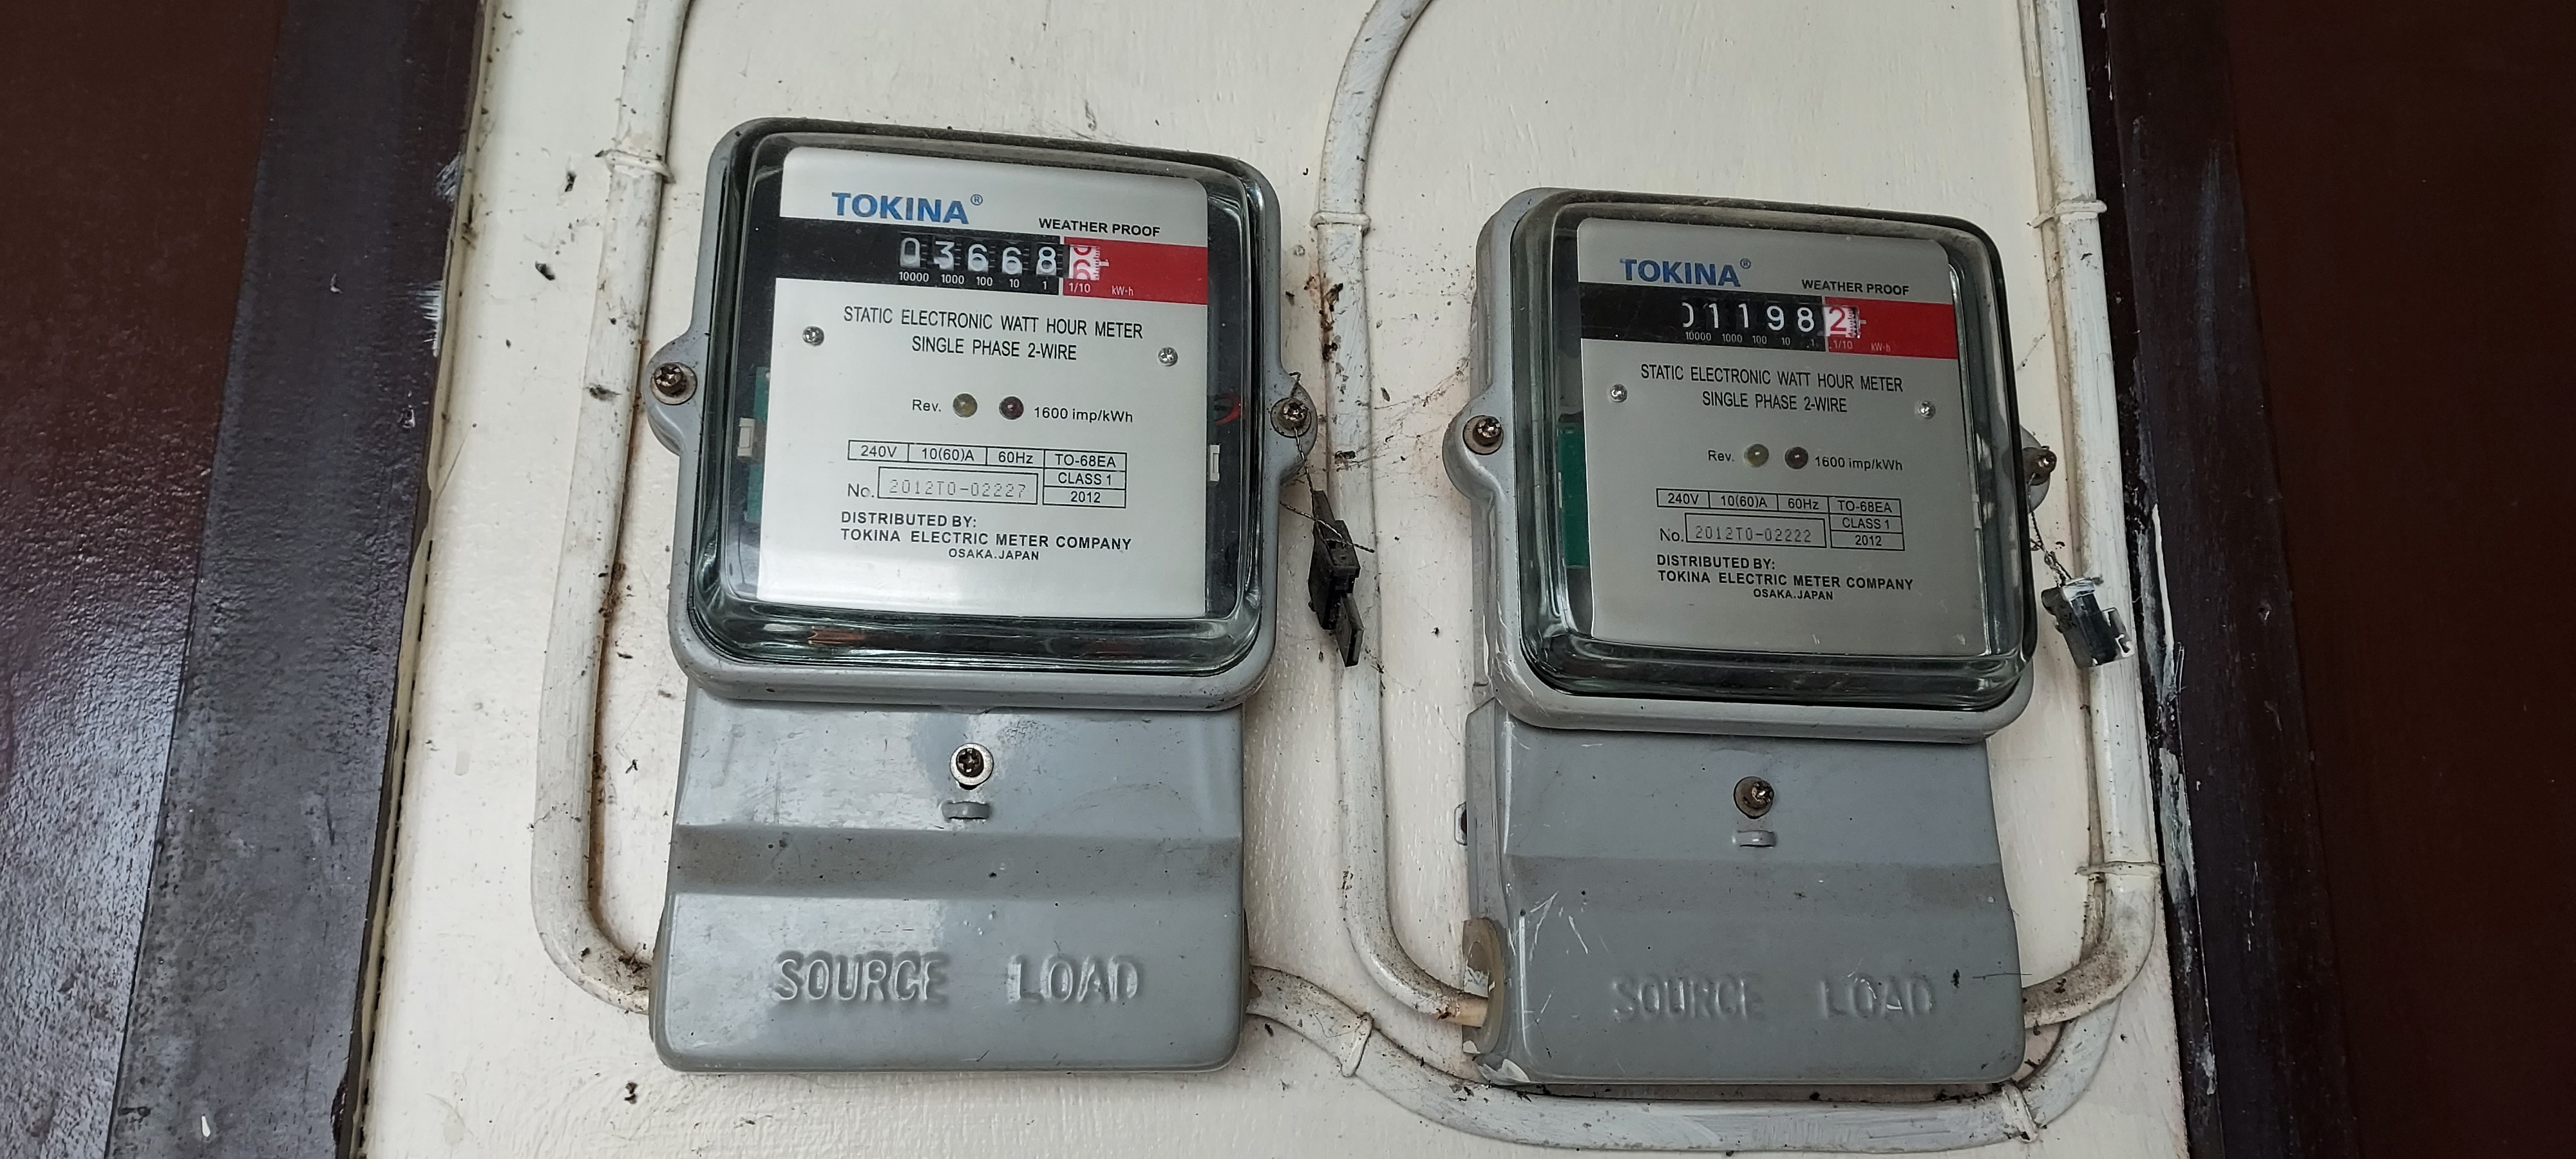 TOKINA®
WEATHER PROOF
03668
10000 1000 100 10 1 1/10 kW·h
STATIC ELECTRONIC WATT HOUR METER
SINGLE PHASE 2-WIRE
Rev. 1600 imp/kWh
240V 10(60)A 60Hz TO-68EA
CLASS 1
No. 2012TO-02227 2012
DISTRIBUTED BY:
TOKINA ELECTRIC METER COMPANY
OSAKA.JAPAN
SOURCE LOAD
TOKINA®
WEATHER PROOF
011982
10000 1000 100 10 1 1/10 kW·h
STATIC ELECTRONIC WATT HOUR METER
SINGLE PHASE 2-WIRE
Rev. 1600 imp/kWh
240V 10(60)A 60Hz TO-68EA
CLASS 1
No. 2012TO-02222 2012
DISTRIBUTED BY:
TOKINA ELECTRIC METER COMPANY
OSAKA.JAPAN
SOURCE LOAD